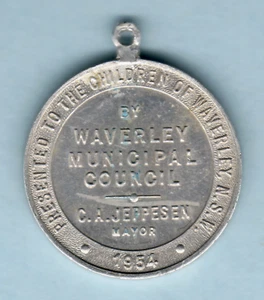 PRESENTED TO THE CHILDREN OF WAVERLEY, N.S.W.
BY
WAVERLEY
MUNICIPAL
COUNCIL
C.A. JEPPESEN
MAYOR
1954